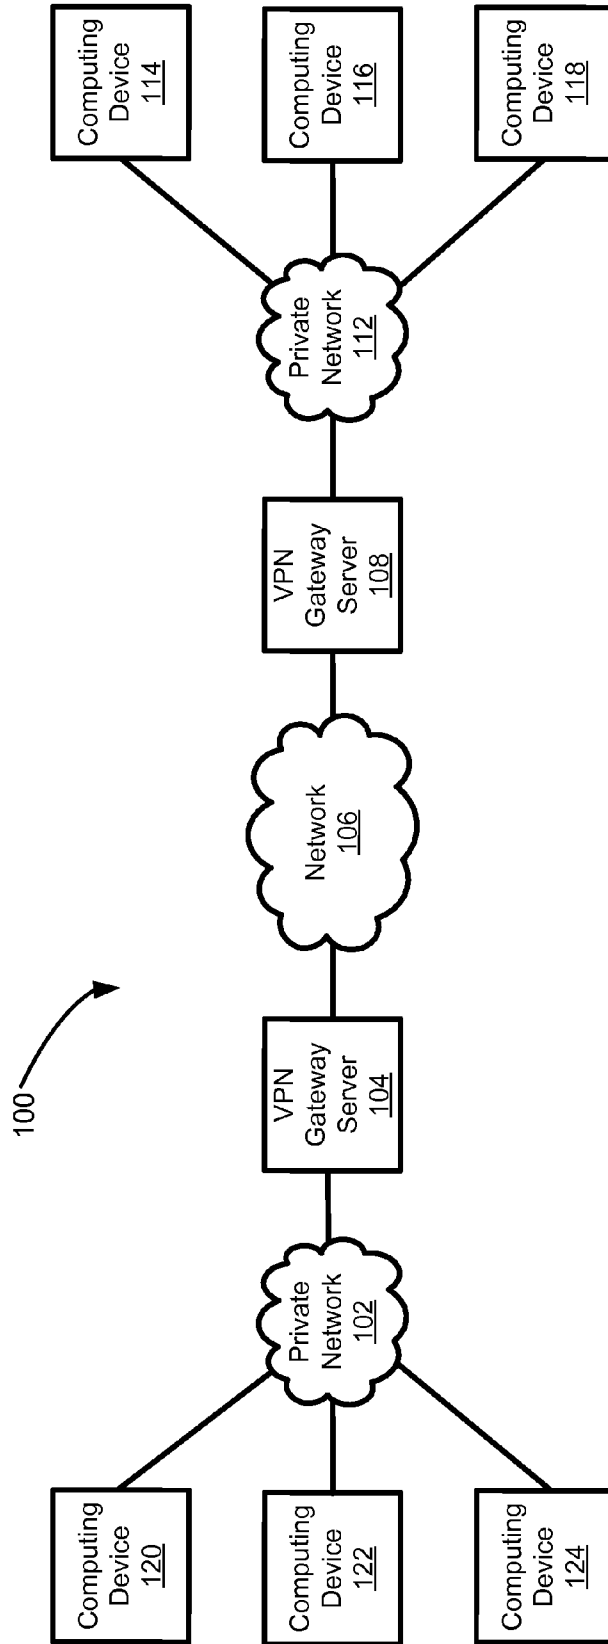 100
Computing
Device
120
Computing
Device
122
Computing
Device
124
Private
Network
102
VPN
Gateway
Server
104
Network
106
VPN
Gateway
Server
108
Private
Network
112
Computing
Device
114
Computing
Device
116
Computing
Device
118